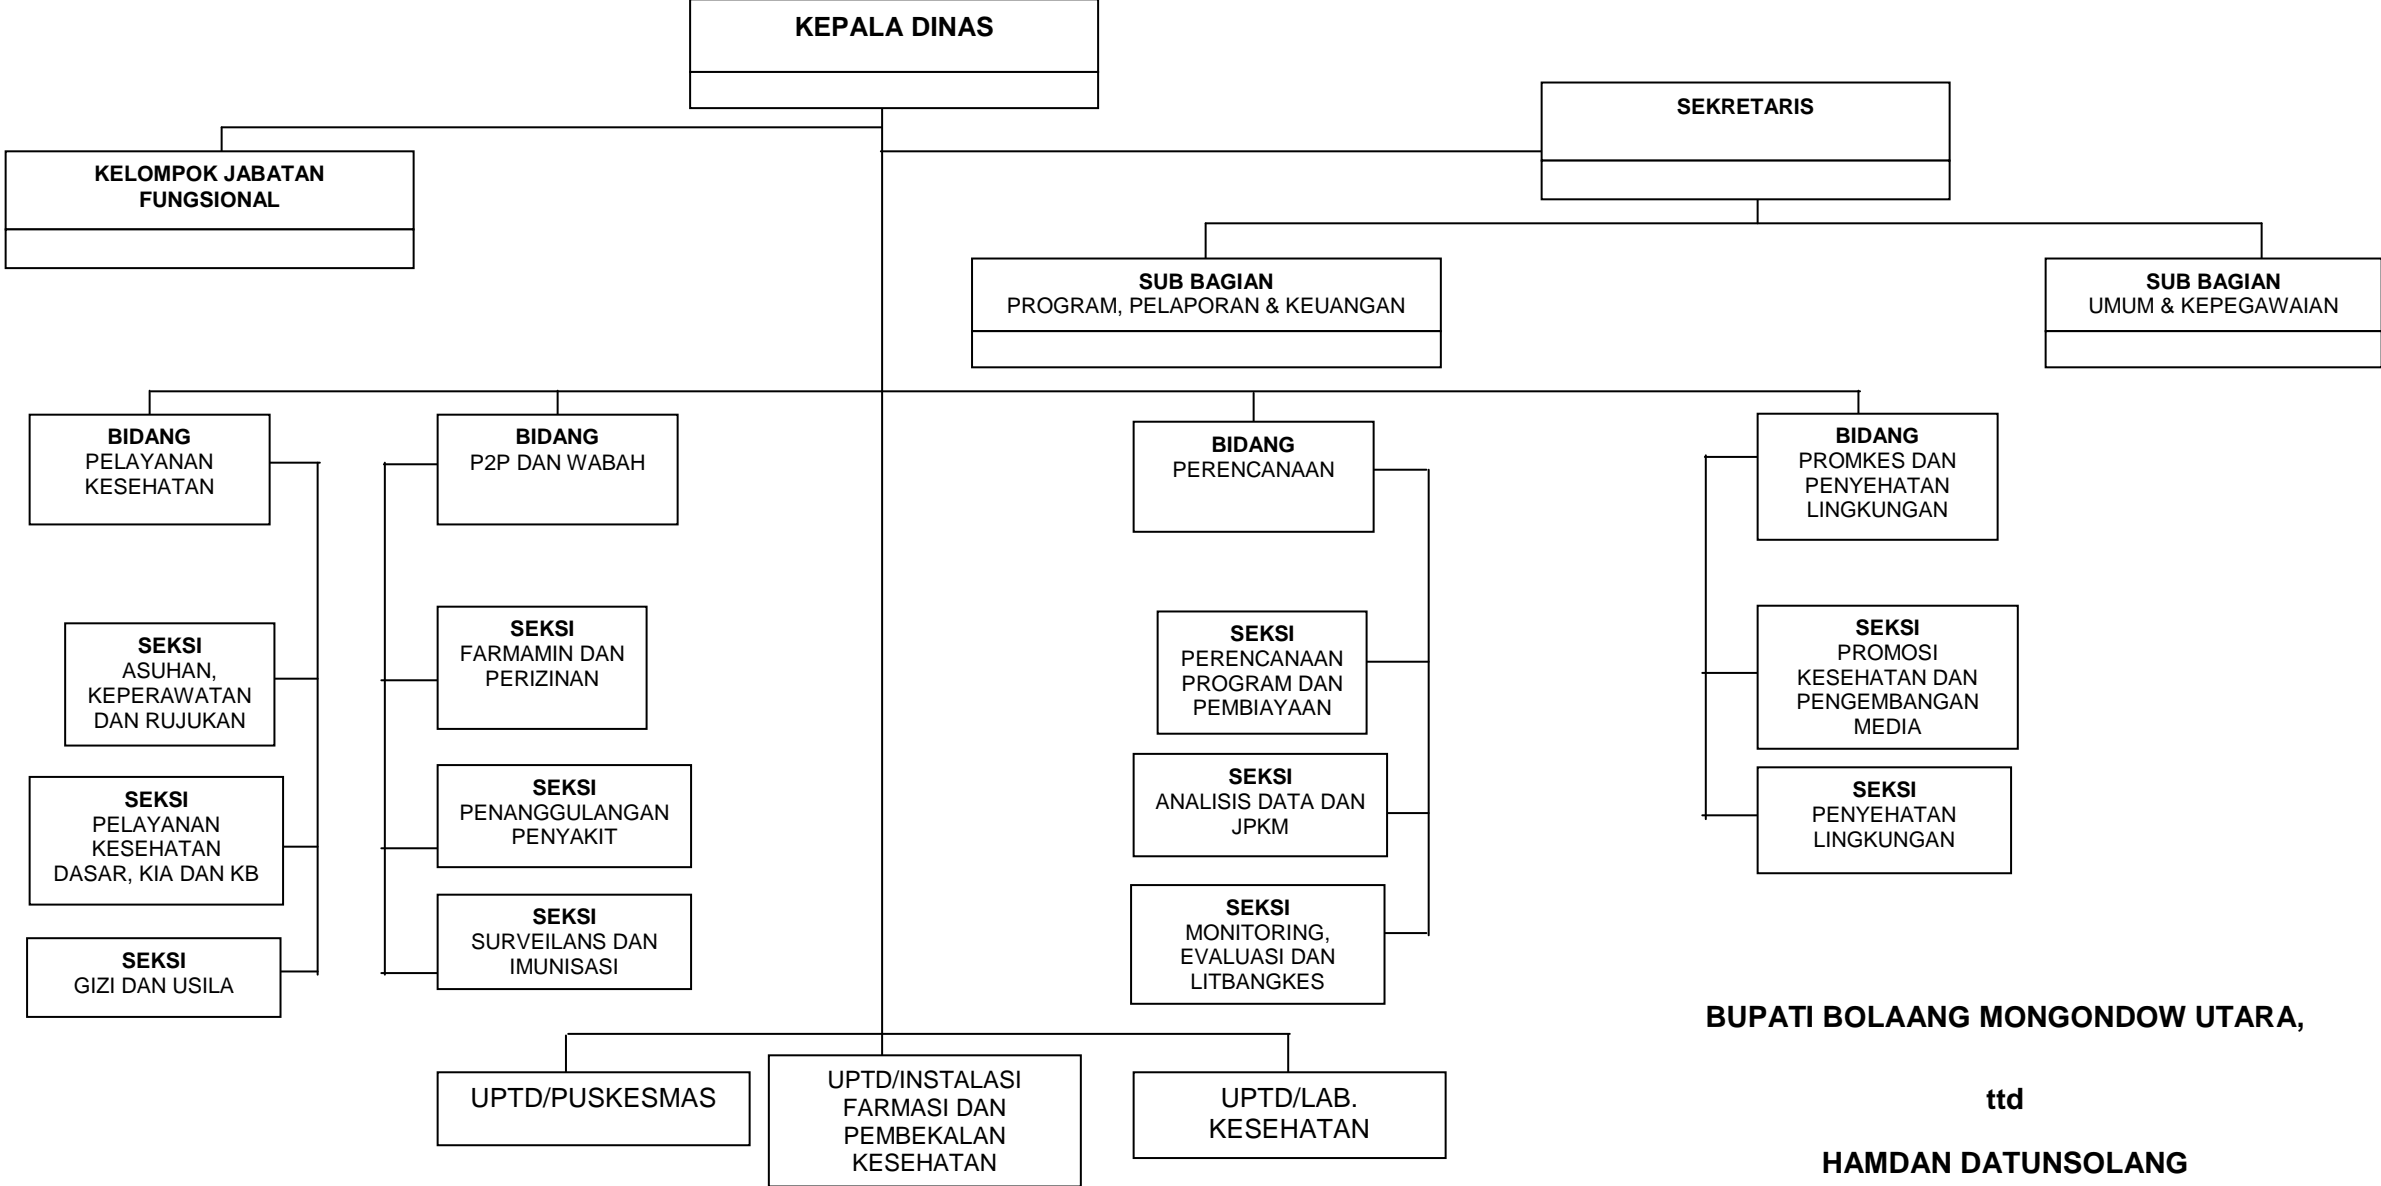 KEPALA DINAS
SEKRETARIS
KELOMPOK JABATAN
FUNGSIONAL
SUB BAGIAN
PROGRAM, PELAPORAN & KEUANGAN
SUB BAGIAN
UMUM & KEPEGAWAIAN
BIDANG
PELAYANAN
KESEHATAN
BIDANG
P2P DAN WABAH
BIDANG
PERENCANAAN
BIDANG
PROMKES DAN
PENYEHATAN
LINGKUNGAN
SEKSI
ASUHAN,
KEPERAWATAN
DAN RUJUKAN
SEKSI
FARMAMIN DAN
PERIZINAN
SEKSI
PERENCANAAN
PROGRAM DAN
PEMBIAYAAN
SEKSI
PROMOSI
KESEHATAN DAN
PENGEMBANGAN
MEDIA
SEKSI
PELAYANAN
KESEHATAN
DASAR, KIA DAN KB
SEKSI
PENANGGULANGAN
PENYAKIT
SEKSI
ANALISIS DATA DAN
JPKM
SEKSI
PENYEHATAN
LINGKUNGAN
SEKSI
GIZI DAN USILA
SEKSI
SURVEILANS DAN
IMUNISASI
SEKSI
MONITORING,
EVALUASI DAN
LITBANGKES
UPTD/PUSKESMAS
UPTD/INSTALASI
FARMASI DAN
PEMBEKALAN
KESEHATAN
UPTD/LAB.
KESEHATAN
BUPATI BOLAANG MONGONDOW UTARA,
ttd
HAMDAN DATUNSOLANG